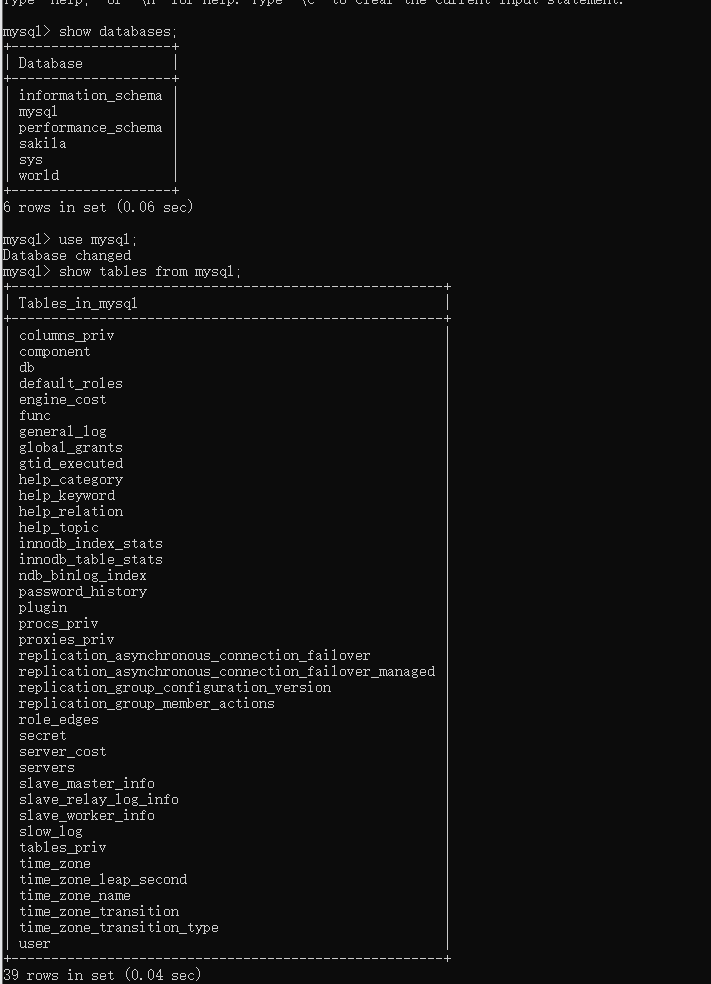 Type 'help;' or '\h' for help. Type '\c' to clear the current input statement.
mysql> show databases;
+--------------------+
| Database           |
+--------------------+
| information_schema |
| mysql              |
| performance_schema |
| sakila             |
| sys                |
| world              |
+--------------------+
6 rows in set (0.06 sec)
mysql> use mysql;
Database changed
mysql> show tables from mysql;
+------------------------------------------------------+
| Tables_in_mysql                                      |
+------------------------------------------------------+
| columns_priv                                         |
| component                                            |
| db                                                   |
| default_roles                                        |
| engine_cost                                          |
| func                                                 |
| general_log                                          |
| global_grants                                        |
| gtid_executed                                        |
| help_category                                        |
| help_keyword                                         |
| help_relation                                        |
| help_topic                                           |
| innodb_index_stats                                   |
| innodb_table_stats                                   |
| ndb_binlog_index                                     |
| password_history                                     |
| plugin                                               |
| procs_priv                                           |
| proxies_priv                                         |
| replication_asynchronous_connection_failover         |
| replication_asynchronous_connection_failover_managed |
| replication_group_configuration_version              |
| replication_group_member_actions                     |
| role_edges                                           |
| secret                                               |
| server_cost                                          |
| servers                                              |
| slave_master_info                                    |
| slave_relay_log_info                                 |
| slave_worker_info                                    |
| slow_log                                             |
| tables_priv                                          |
| time_zone                                            |
| time_zone_leap_second                                |
| time_zone_name                                       |
| time_zone_transition                                 |
| time_zone_transition_type                            |
| user                                                 |
+------------------------------------------------------+
39 rows in set (0.04 sec)